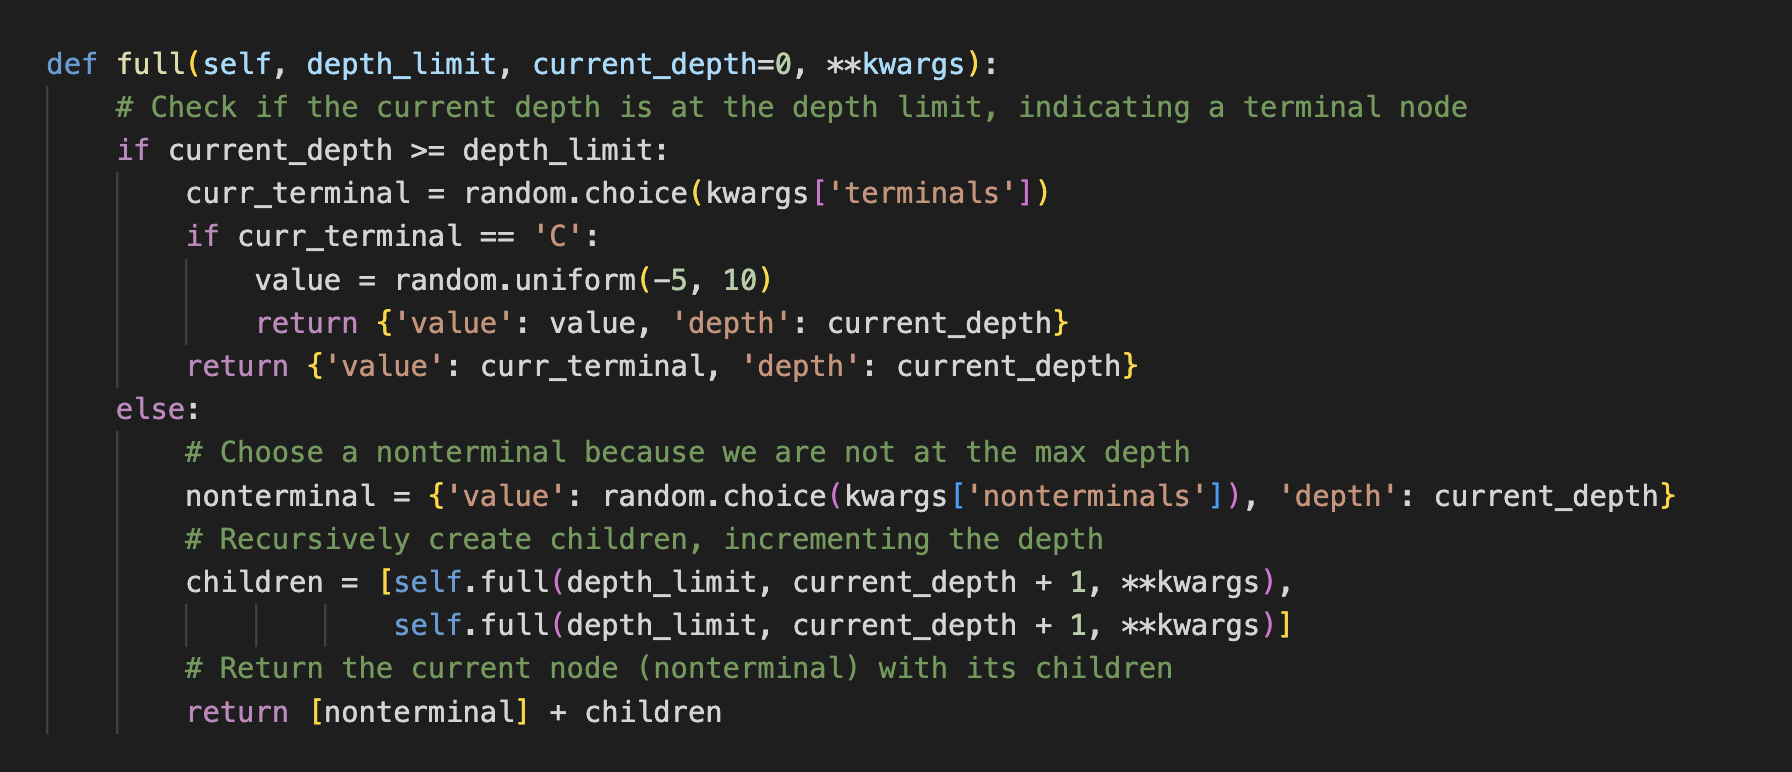 def full(self, depth_limit, current_depth=0, **kwargs):
    # Check if the current depth is at the depth limit, indicating a terminal node
    if current_depth >= depth_limit:
        curr_terminal = random.choice(kwargs['terminals'])
        if curr_terminal == 'C':
            value = random.uniform(-5, 10)
            return {'value': value, 'depth': current_depth}
        return {'value': curr_terminal, 'depth': current_depth}
    else:
        # Choose a nonterminal because we are not at the max depth
        nonterminal = {'value': random.choice(kwargs['nonterminals']), 'depth': current_depth}
        # Recursively create children, incrementing the depth
        children = [self.full(depth_limit, current_depth + 1, **kwargs),
                    self.full(depth_limit, current_depth + 1, **kwargs)]
        # Return the current node (nonterminal) with its children
        return [nonterminal] + children